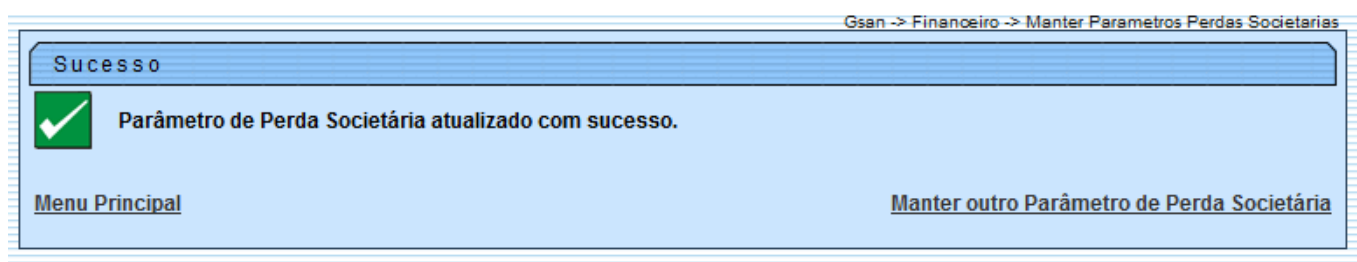 Gsan -> Financeiro -> Manter Parametros Perdas Societarias
Sucesso
Parâmetro de Perda Societária atualizado com sucesso.
Menu Principal
Manter outro Parâmetro de Perda Societária